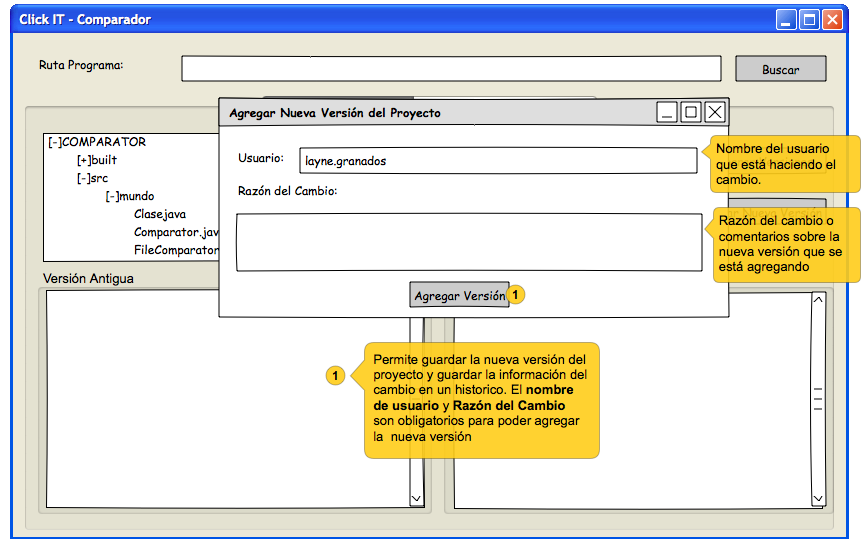 Click IT - Comparador
Ruta Programa:
Buscar
Agregar Nueva Versión del Proyecto
[-]COMPARATOR
[+]built
[-]src
[-]mundo
Clasejava
Comparator.jav
FileComparator
Usuario:
layne.granados
Nombre del usuario
que está haciendo el
cambio.
Razón del Cambio:
Razón del cambio o
comentarios sobre la
nueva versión que se
está agregando
Versión Antigua
Agregar Versión
1
1
Permite guardar la nueva versión del
proyecto y guardar la información del
cambio en un historico. El nombre
de usuario y Razón del Cambio
son obligatorios para poder agregar
la nueva versión